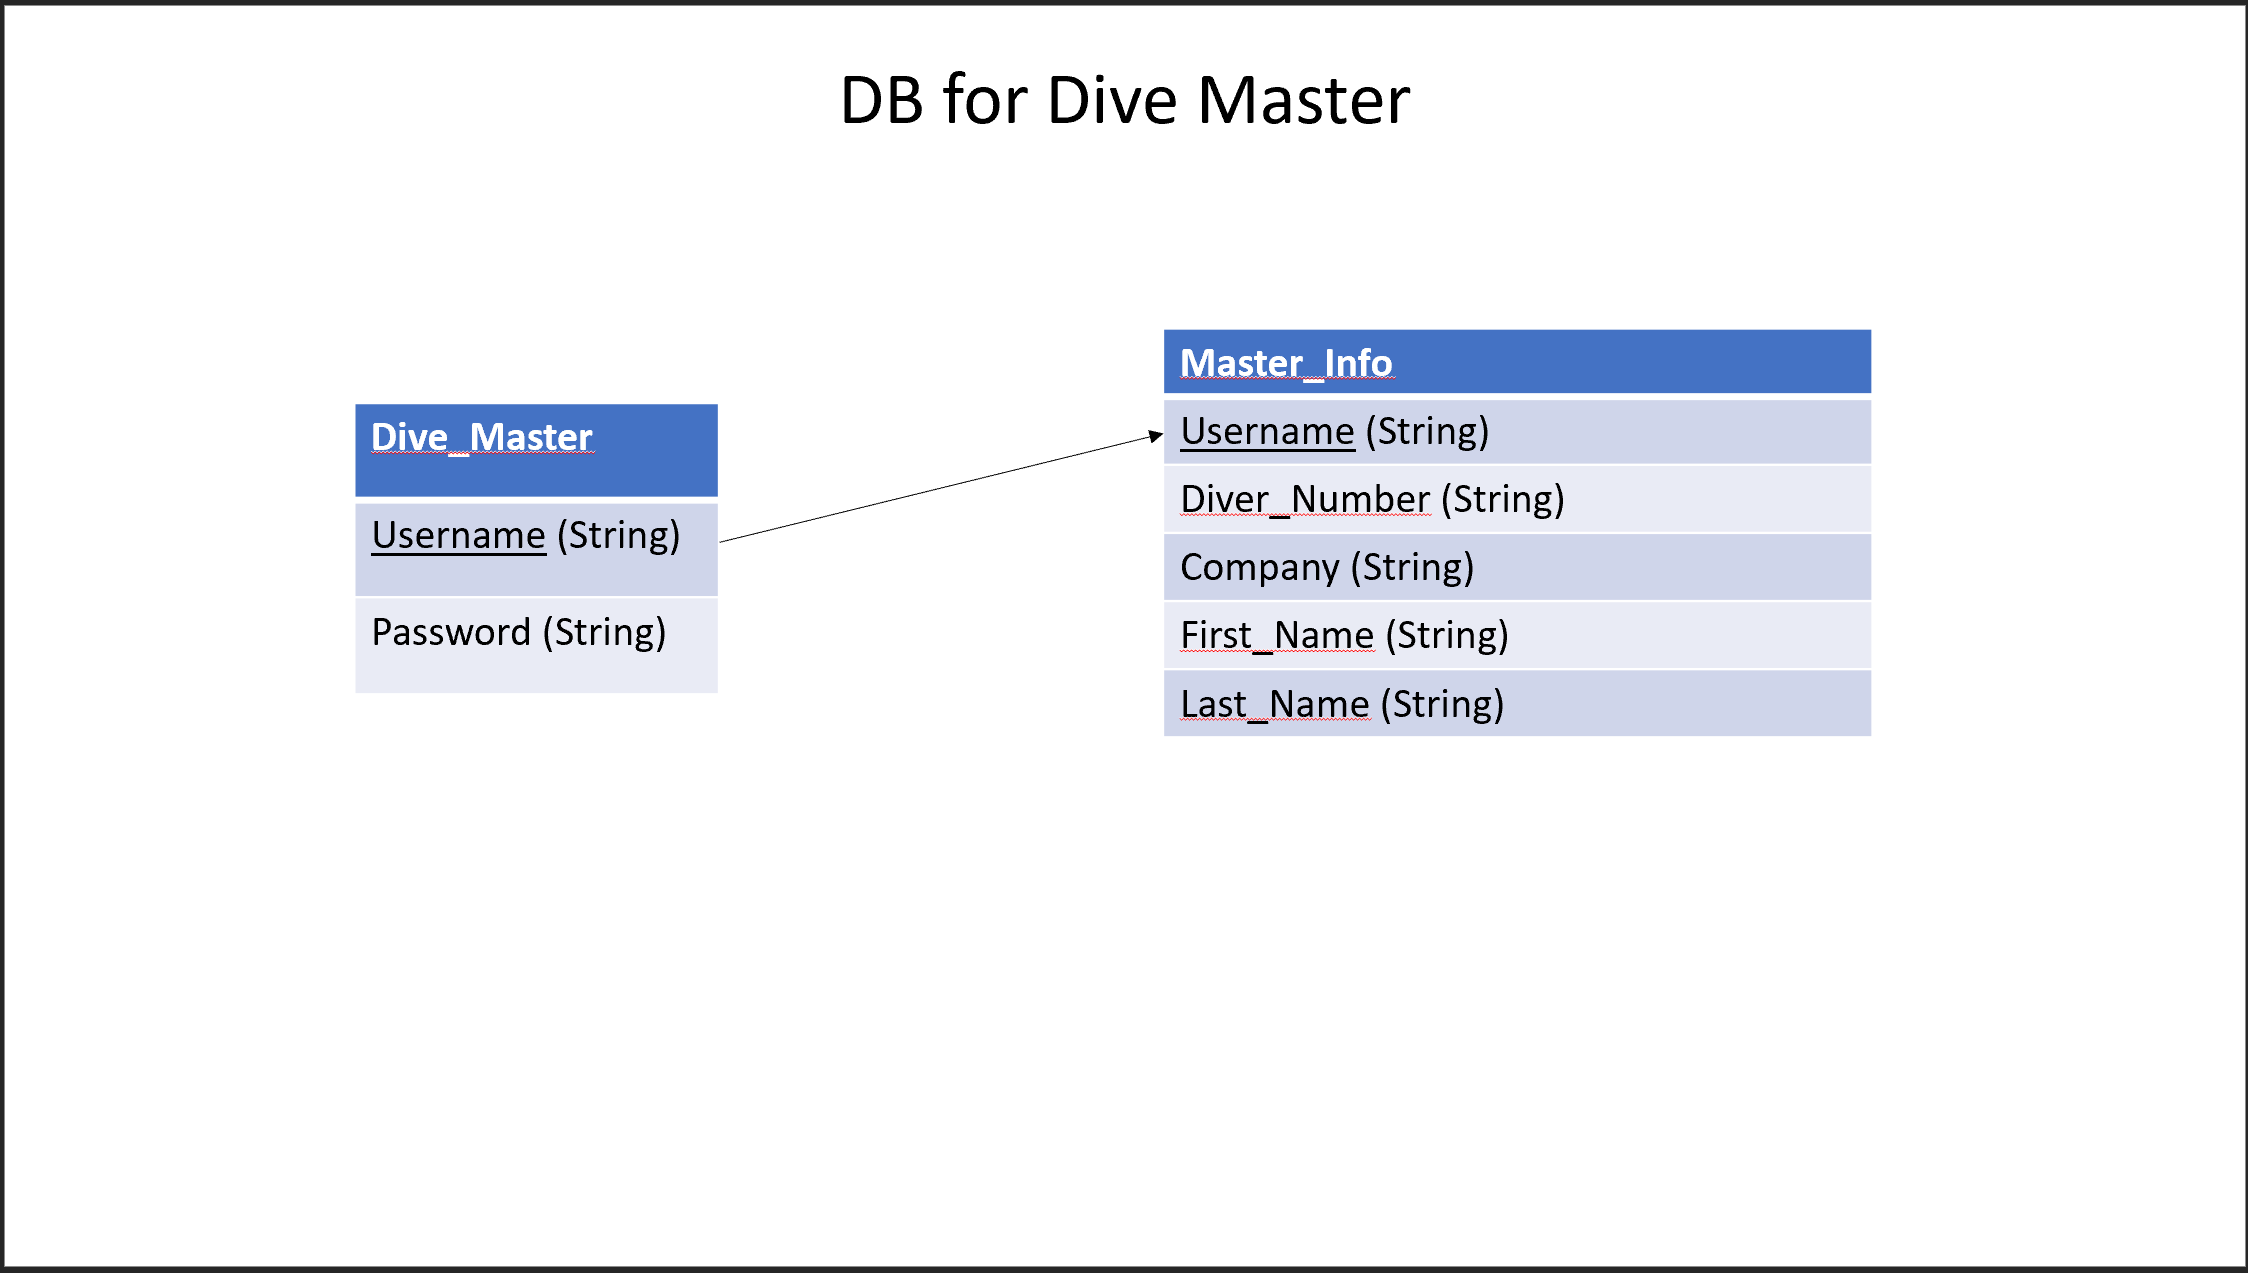 DB for Dive Master
Dive_Master
Username (String)
Password (String)
Master_Info
Username (String)
Diver_Number (String)
Company (String)
First_Name (String)
Last_Name (String)